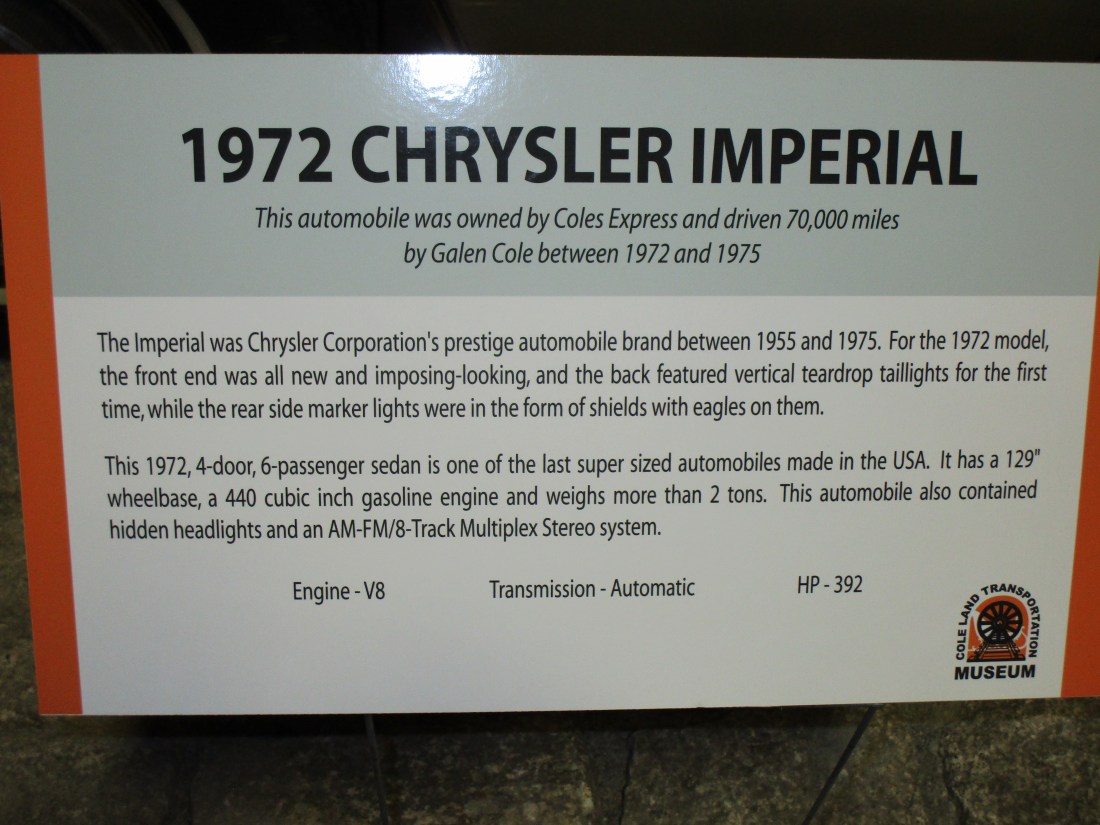 1972 CHRYSLER IMPERIAL
This automobile was owned by Coles Express and driven 70,000 miles
by Galen Cole between 1972 and 1975
The Imperial was Chrysler Corporation's prestige automobile brand between 1955 and 1975. For the 1972 model,
the front end was all new and imposing-looking, and the back featured vertical teardrop taillights for the first
time, while the rear side marker lights were in the form of shields with eagles on them.
This 1972, 4-door, 6-passenger sedan is one of the last super sized automobiles made in the USA. It has a 129"
wheelbase, a 440 cubic inch gasoline engine and weighs more than 2 tons. This automobile also contained
hidden headlights and an AM-FM/8-Track Multiplex Stereo system.
Engine - V8 Transmission - Automatic HP - 392
COLE LAND TRANSPORTATION
MUSEUM